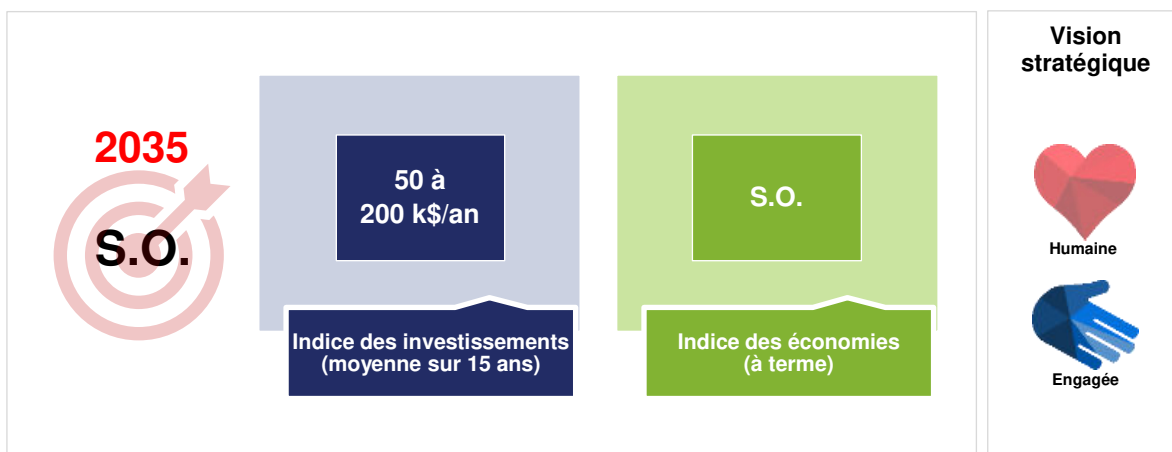 2035
S.O.
50 à
200 k$/an
Indice des investissements
(moyenne sur 15 ans)
S.O.
Indice des économies
(à terme)
Vision
stratégique
Humaine
Engagée